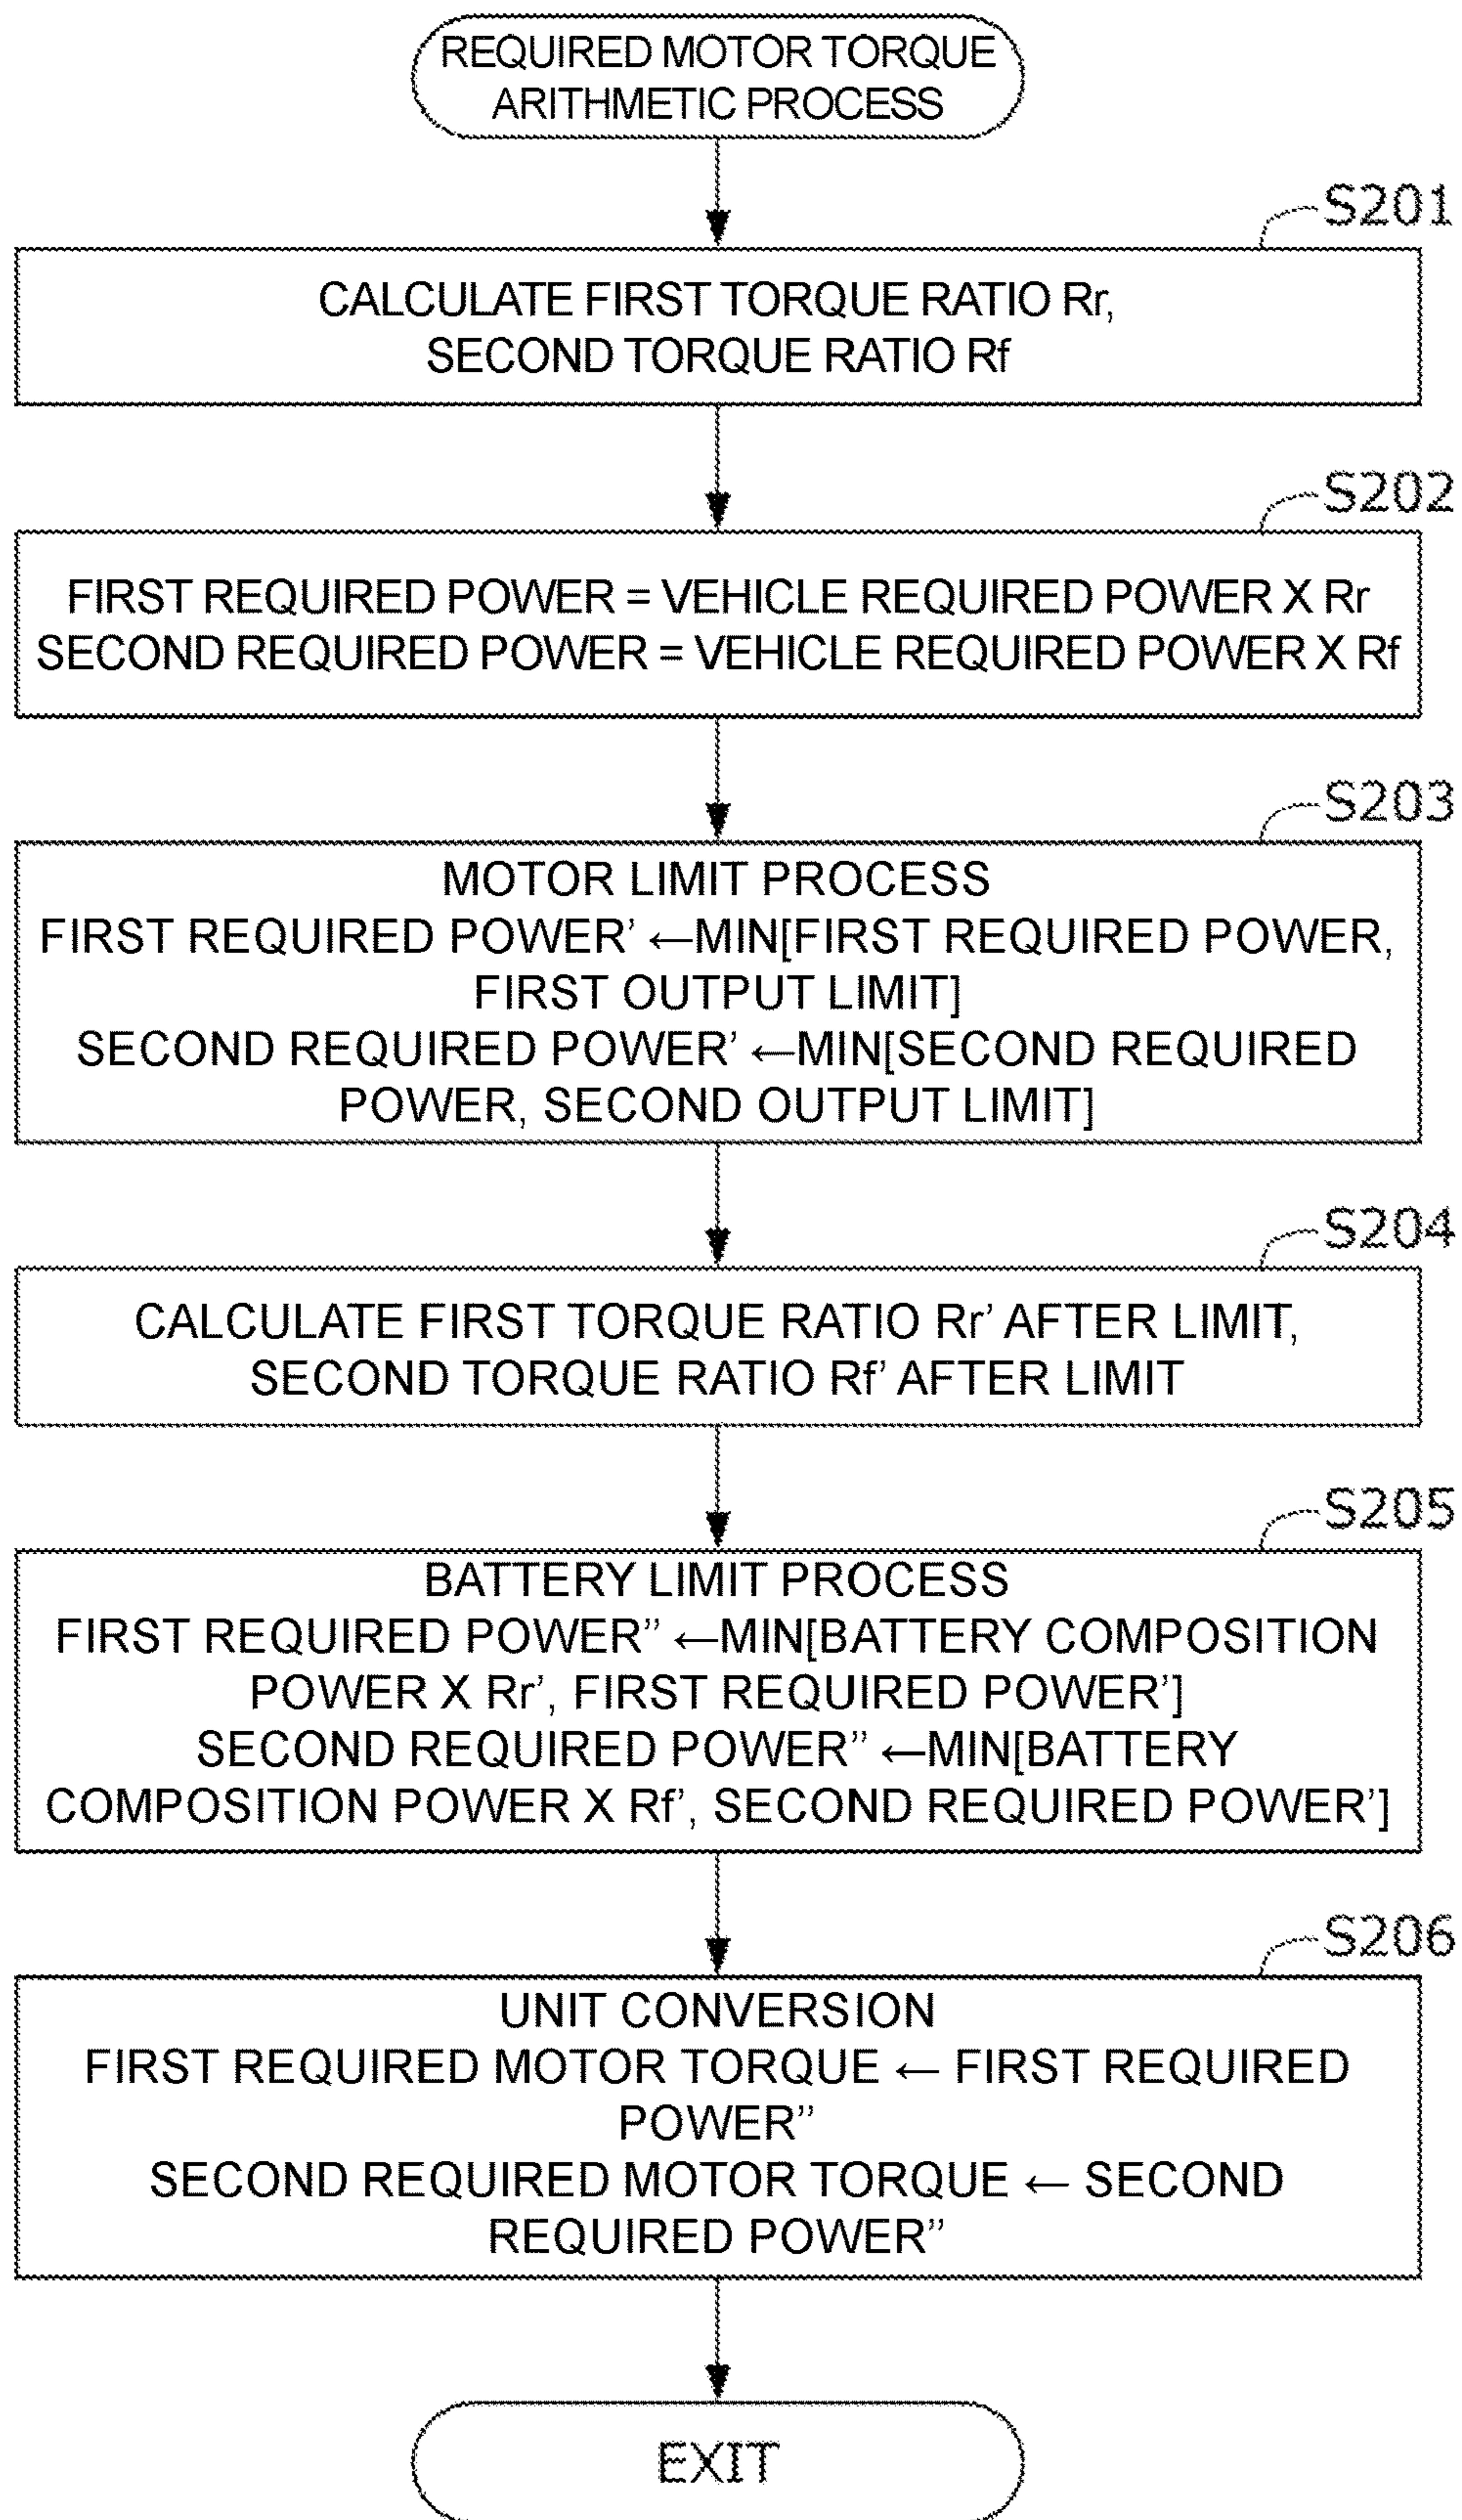 REQUIRED MOTOR TORQUE
ARITHMETIC PROCESS
S201
CALCULATE FIRST TORQUE RATIO Rr,
SECOND TORQUE RATIO Rf
S202
FIRST REQUIRED POWER = VEHICLE REQUIRED POWER X Rr
SECOND REQUIRED POWER = VEHICLE REQUIRED POWER X Rf
S203
MOTOR LIMIT PROCESS
FIRST REQUIRED POWER’ ←MIN[FIRST REQUIRED POWER,
FIRST OUTPUT LIMIT]
SECOND REQUIRED POWER’ ←MIN[SECOND REQUIRED
POWER, SECOND OUTPUT LIMIT]
S204
CALCULATE FIRST TORQUE RATIO Rr’ AFTER LIMIT,
SECOND TORQUE RATIO Rf’ AFTER LIMIT
S205
BATTERY LIMIT PROCESS
FIRST REQUIRED POWER’’ ←MIN[BATTERY COMPOSITION
POWER X Rr’, FIRST REQUIRED POWER’]
SECOND REQUIRED POWER’’ ←MIN[BATTERY
COMPOSITION POWER X Rf’, SECOND REQUIRED POWER’]
S206
UNIT CONVERSION
FIRST REQUIRED MOTOR TORQUE ← FIRST REQUIRED
POWER’’
SECOND REQUIRED MOTOR TORQUE ← SECOND
REQUIRED POWER’’
EXIT